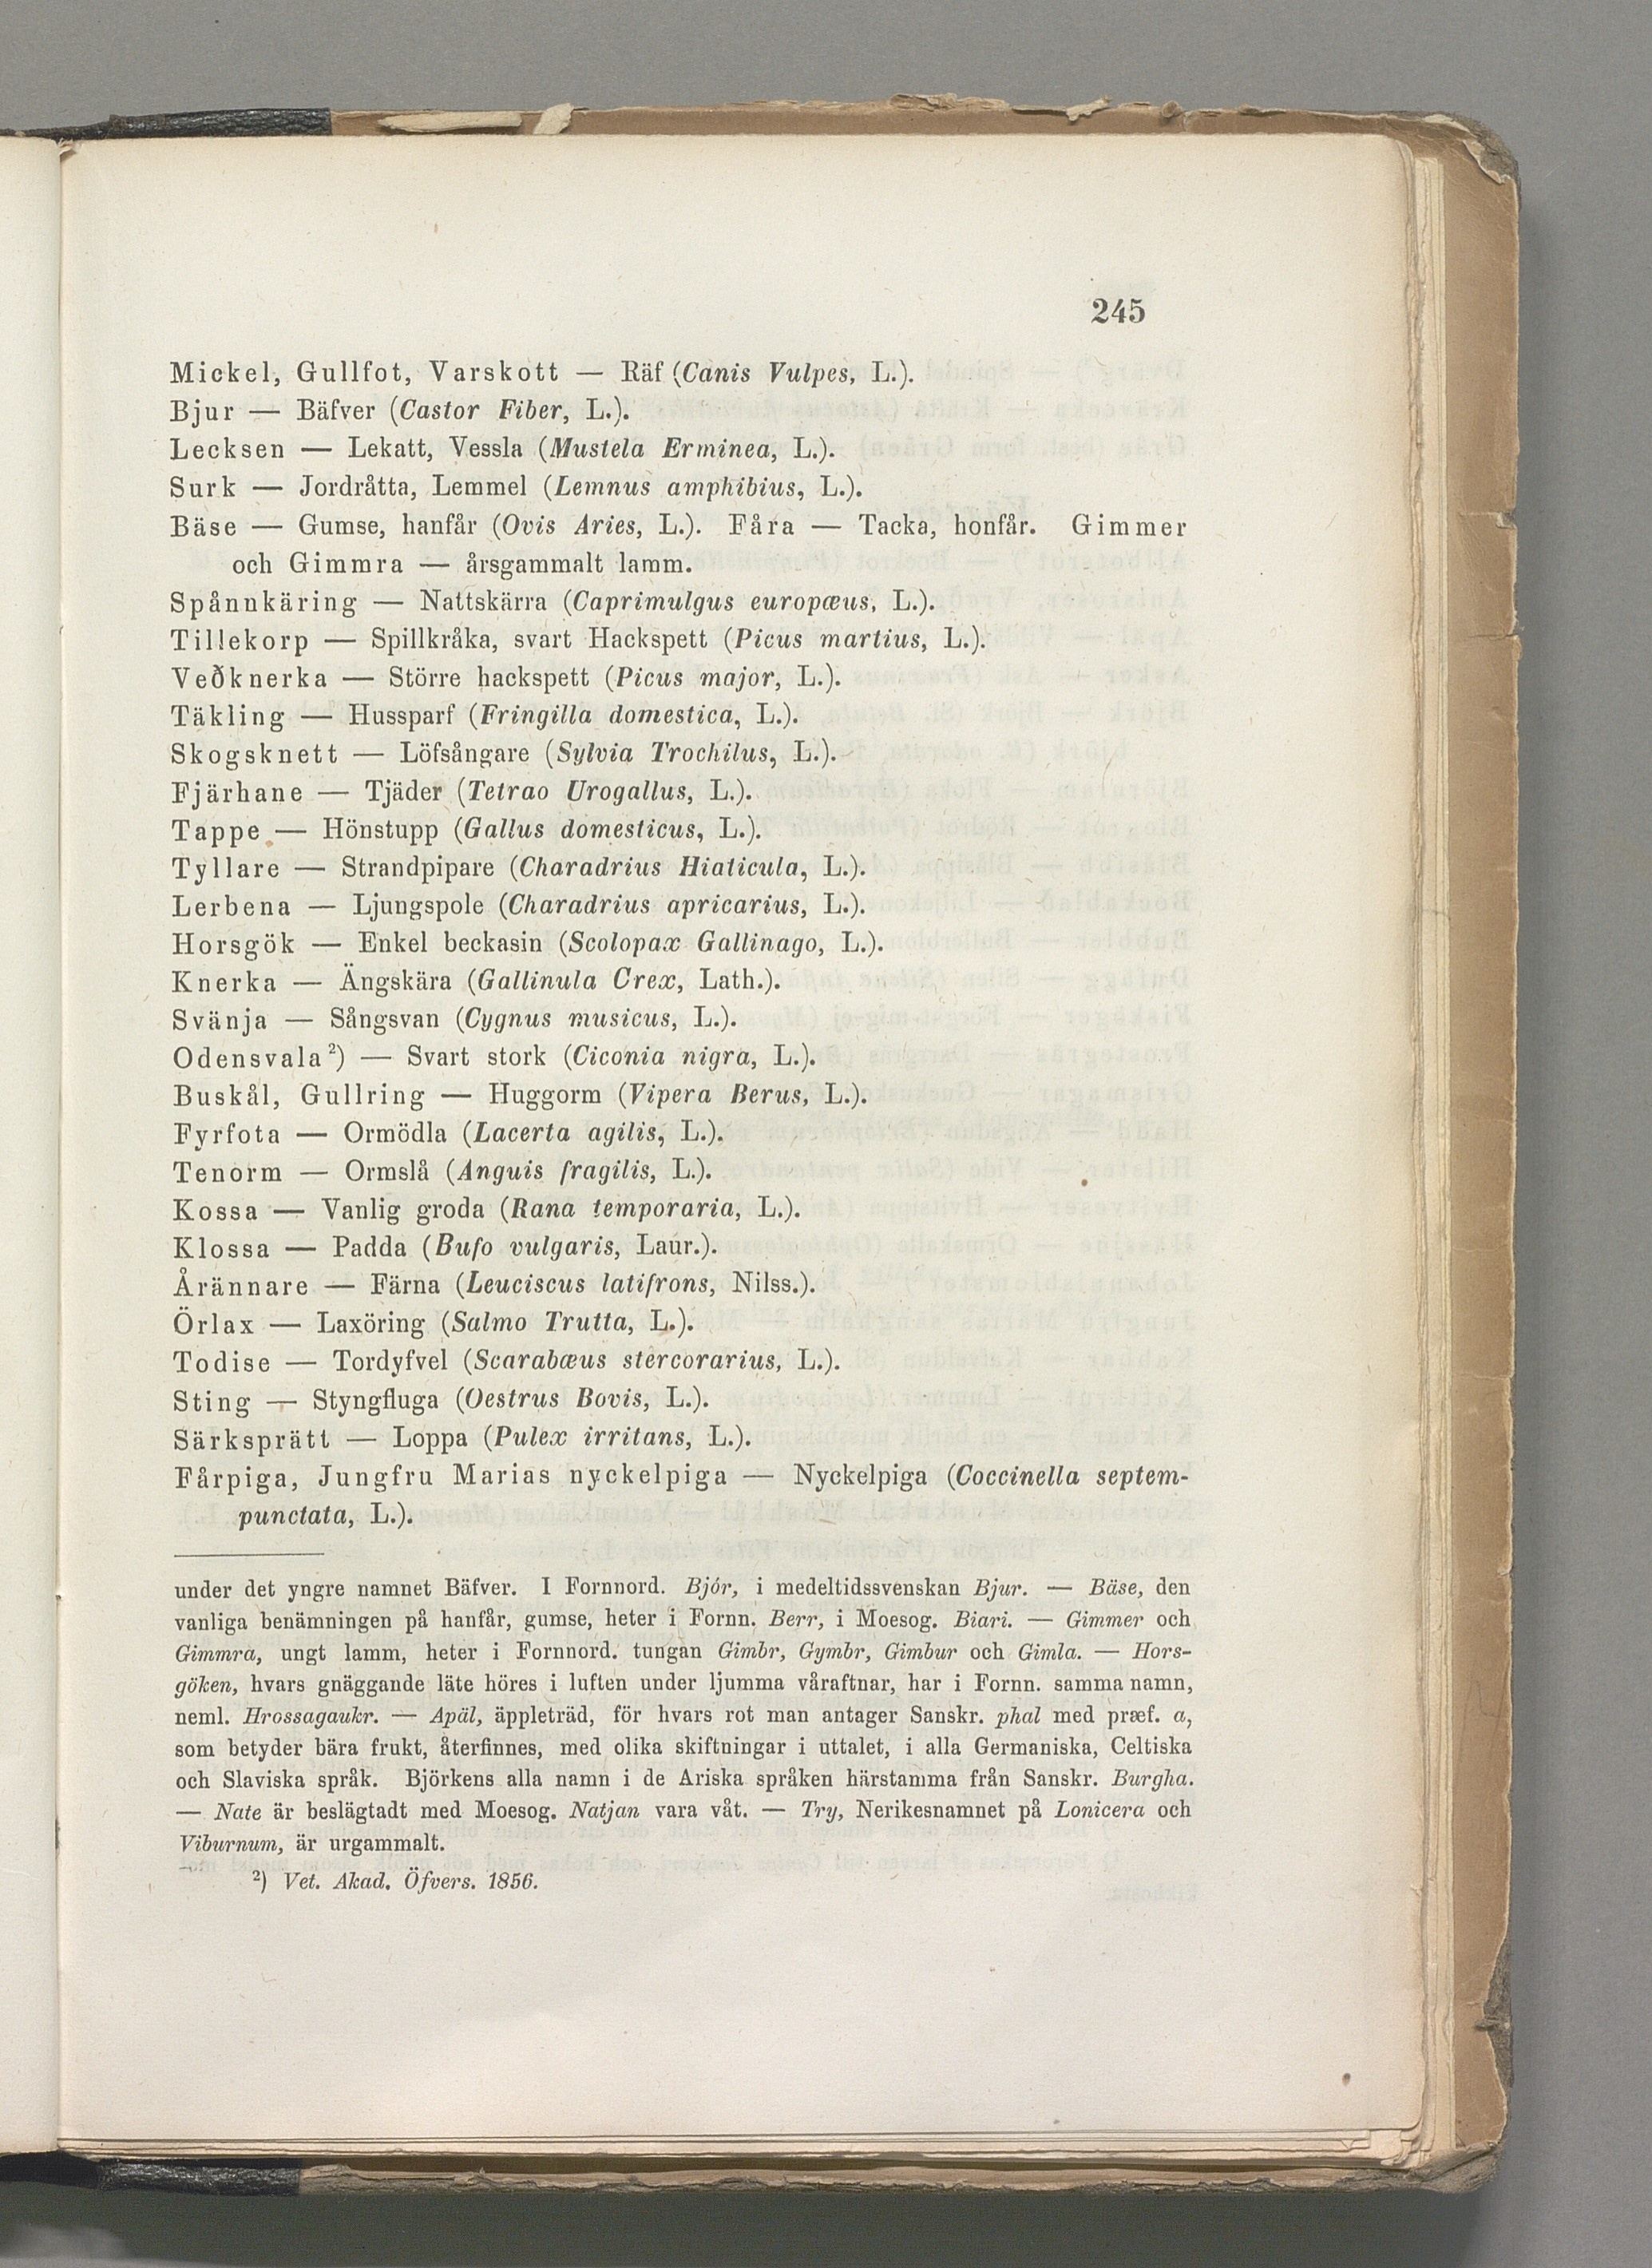 245
Mickel, Gullfot, Varskott — Räf (Canis Vulpes, L.).
Bjur — Bäfver (Castor Fiber, L.).
Lecksen — Lekatt, Vessla (Mustela Erminea, L.).
Surk — Jordråtta, Lemmel (Lemnus amphibius, L.).
Bäse — Gumse, hanfår (Ovis Aries, L.). Fåra — Tacka, honfår. Gimmer
och Gimmra — årsgammalt lamm.
Spånnkäring — Nattskärra (Caprimulgus europæus, L.).
Tillekorp — Spillkråka, svart Hackspett (Picus martius, L.).
Veðknerka — Större hackspett (Picus major, L.).
Täkling — Hussparf (Fringilla domestica, L.).
Skogsknett — Löfsångare (Sylvia Trochilus, L.).
Fjärhane — Tjäder (Tetrao Urogallus, L.).
Tappe — Hönstupp (Gallus domesticus, L.).
Tyllare — Strandpipare (Charadrius Hiaticula, L.).
Lerbena — Ljungspole (Charadrius apricarius, L.).
Horsgök — Enkel beckasin (Scolopax Gallinago, L.).
Knerka — Ängskära (Gallinula Crex, Lath.).
Svänja — Sångsvan (Cygnus musicus, L.).
Odensvala²) — Svart stork (Ciconia nigra, L.).
Buskål, Gullring — Huggorm (Vipera Berus, L.).
Fyrfota — Ormödla (Lacerta agilis, L.).
Tenorm — Ormslå (Anguis fragilis, L.).
Kossa — Vanlig groda (Rana temporaria, L.).
Klossa — Padda (Bufo vulgaris, Laur.).
Årännare — Färna (Leuciscus latifrons, Nilss.).
Örlax — Laxöring (Salmo Trutta, L.).
Todise — Tordyfvel (Scarabæus stercorarius, L.).
Sting — Styngfluga (Oestrus Bovis, L.).
Särksprätt — Loppa (Pulex irritans, L.).
Fårpiga, Jungfru Marias nyckelpiga — Nyckelpiga (Coccinella septem-
punctata, L.).
under det yngre namnet Bäfver. I Fornnord. Bjór, i medeltidssvenskan Bjur. — Bäse, den
vanliga benämningen på hanfår, gumse, heter i Fornn. Berr, i Moesog. Biari. — Gimmer och
Gimmra, ungt lamm, heter i Fornnord. tungan Gimbr, Gymbr, Gimbur och Gimla. — Hors-
göken, hvars gnäggande läte höres i luften under ljumma våraftnar, har i Fornn. samma namn,
neml. Hrossagaukr. — Apäl, äppleträd, för hvars rot man antager Sanskr. phal med præf. a,
som betyder bära frukt, återfinnes, med olika skiftningar i uttalet, i alla Germaniska, Celtiska
och Slaviska språk. Björkens alla namn i de Ariska språken härstamma från Sanskr. Burgha.
— Nate är beslägtadt med Moesog. Natjan vara våt. — Try, Nerikesnamnet på Lonicera och
Viburnum, är urgammalt.
²) Vet. Akad. Öfvers. 1856.